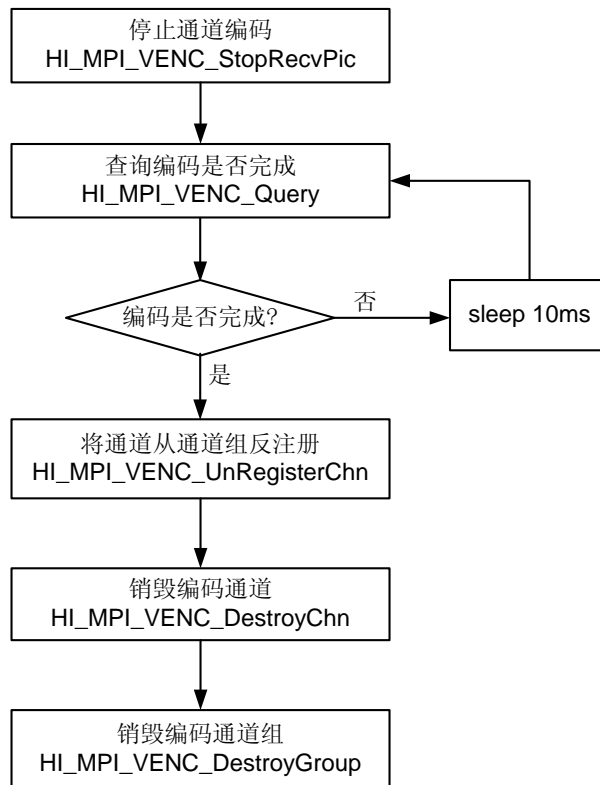 停止通道编码
HI_MPI_VENC_StopRecvPic
查询编码是否完成
HI_MPI_VENC_Query
编码是否完成?
否
sleep 10ms
是
将通道从通道组反注册
HI_MPI_VENC_UnRegisterChn
销毁编码通道
HI_MPI_VENC_DestroyChn
销毁编码通道组
HI_MPI_VENC_DestroyGroup